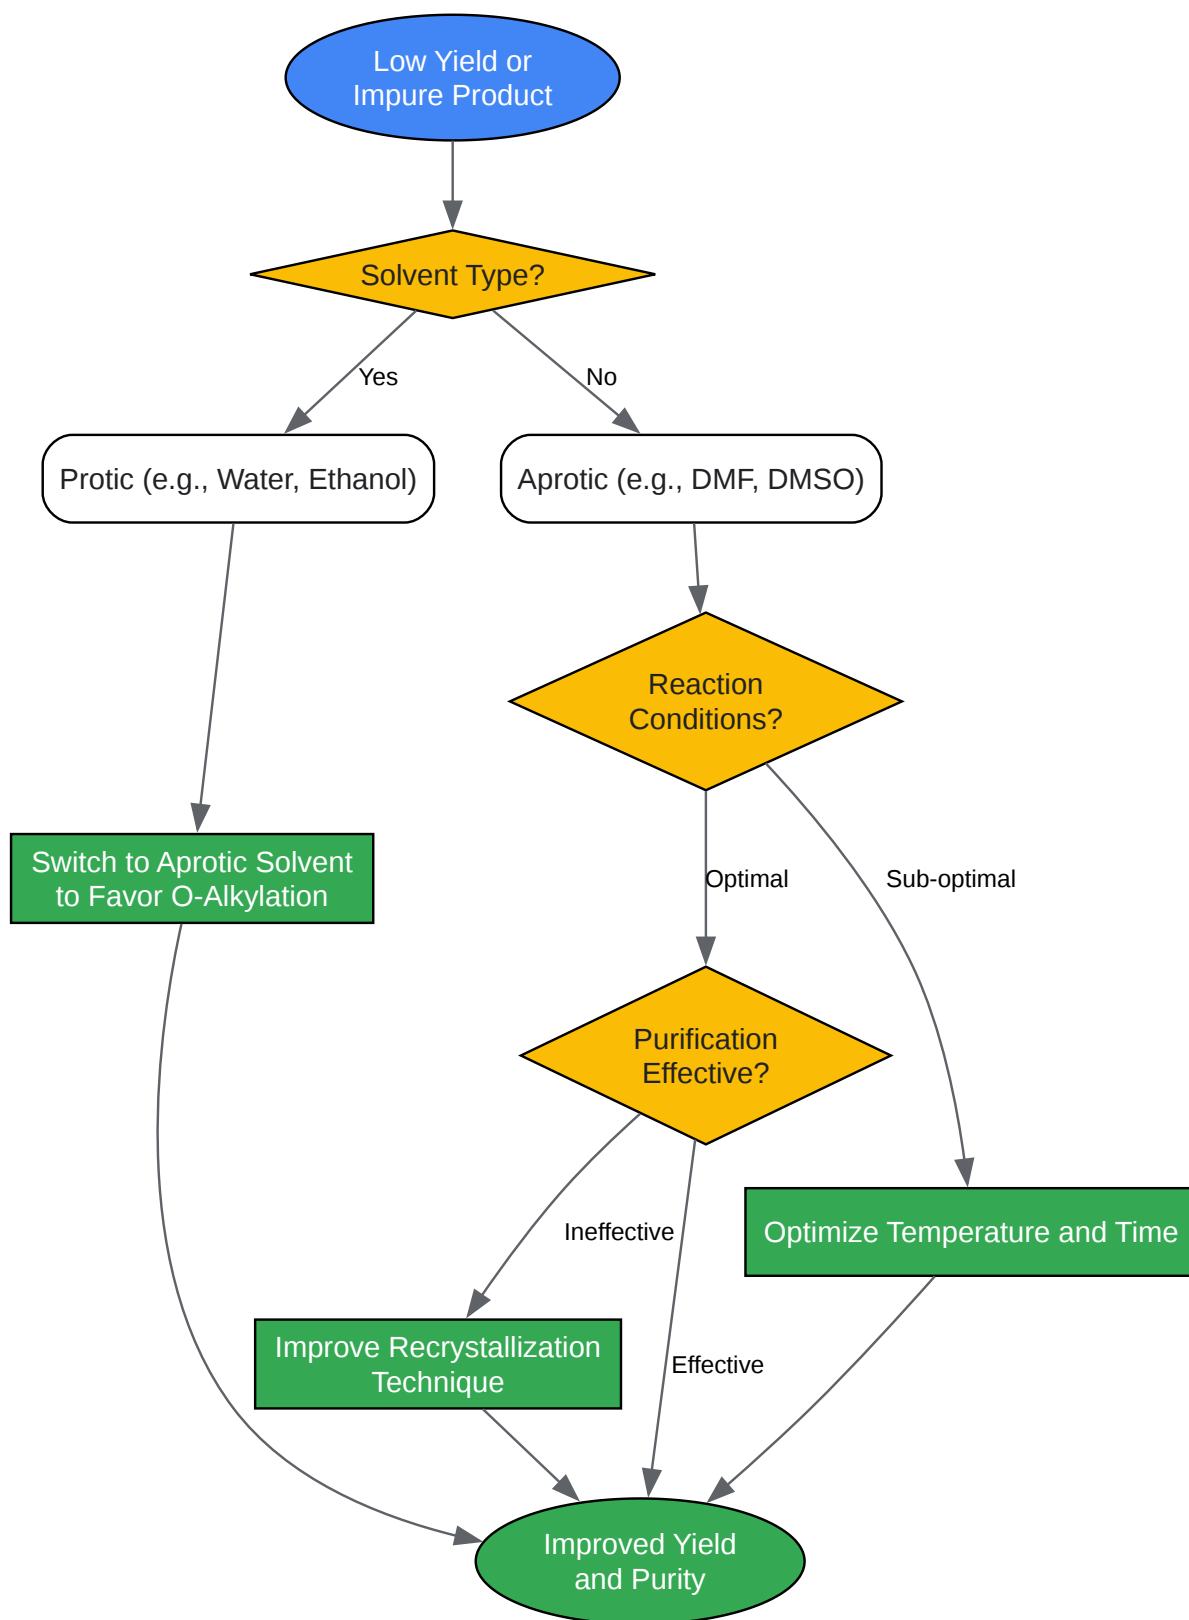 Low Yield or
Impure Product
Solvent Type?
Yes
No
Protic (e.g., Water, Ethanol)
Aprotic (e.g., DMF, DMSO)
Reaction
Conditions?
Switch to Aprotic Solvent
to Favor O-Alkylation
Optimal
Sub-optimal
Purification
Effective?
Ineffective
Optimize Temperature and Time
Improve Recrystallization
Technique
Effective
Improved Yield
and Purity